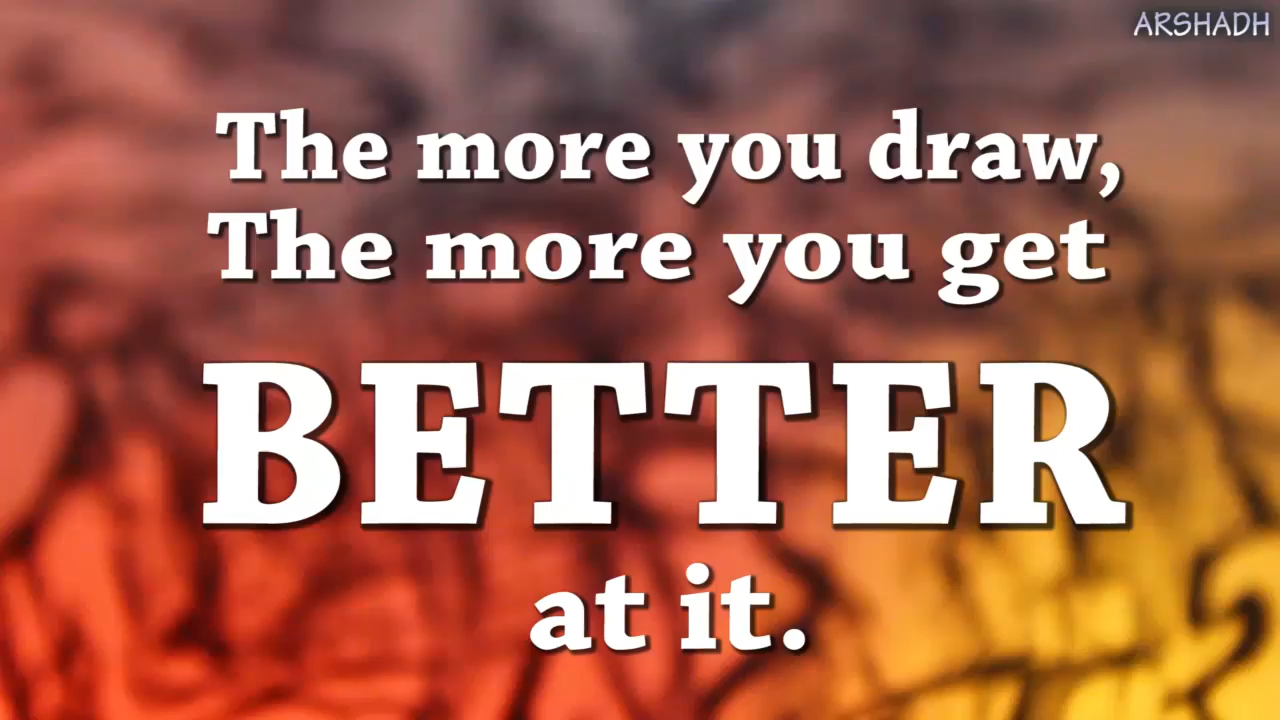 ARSHADH
The more you draw,
The more you get
BETTER
at it.